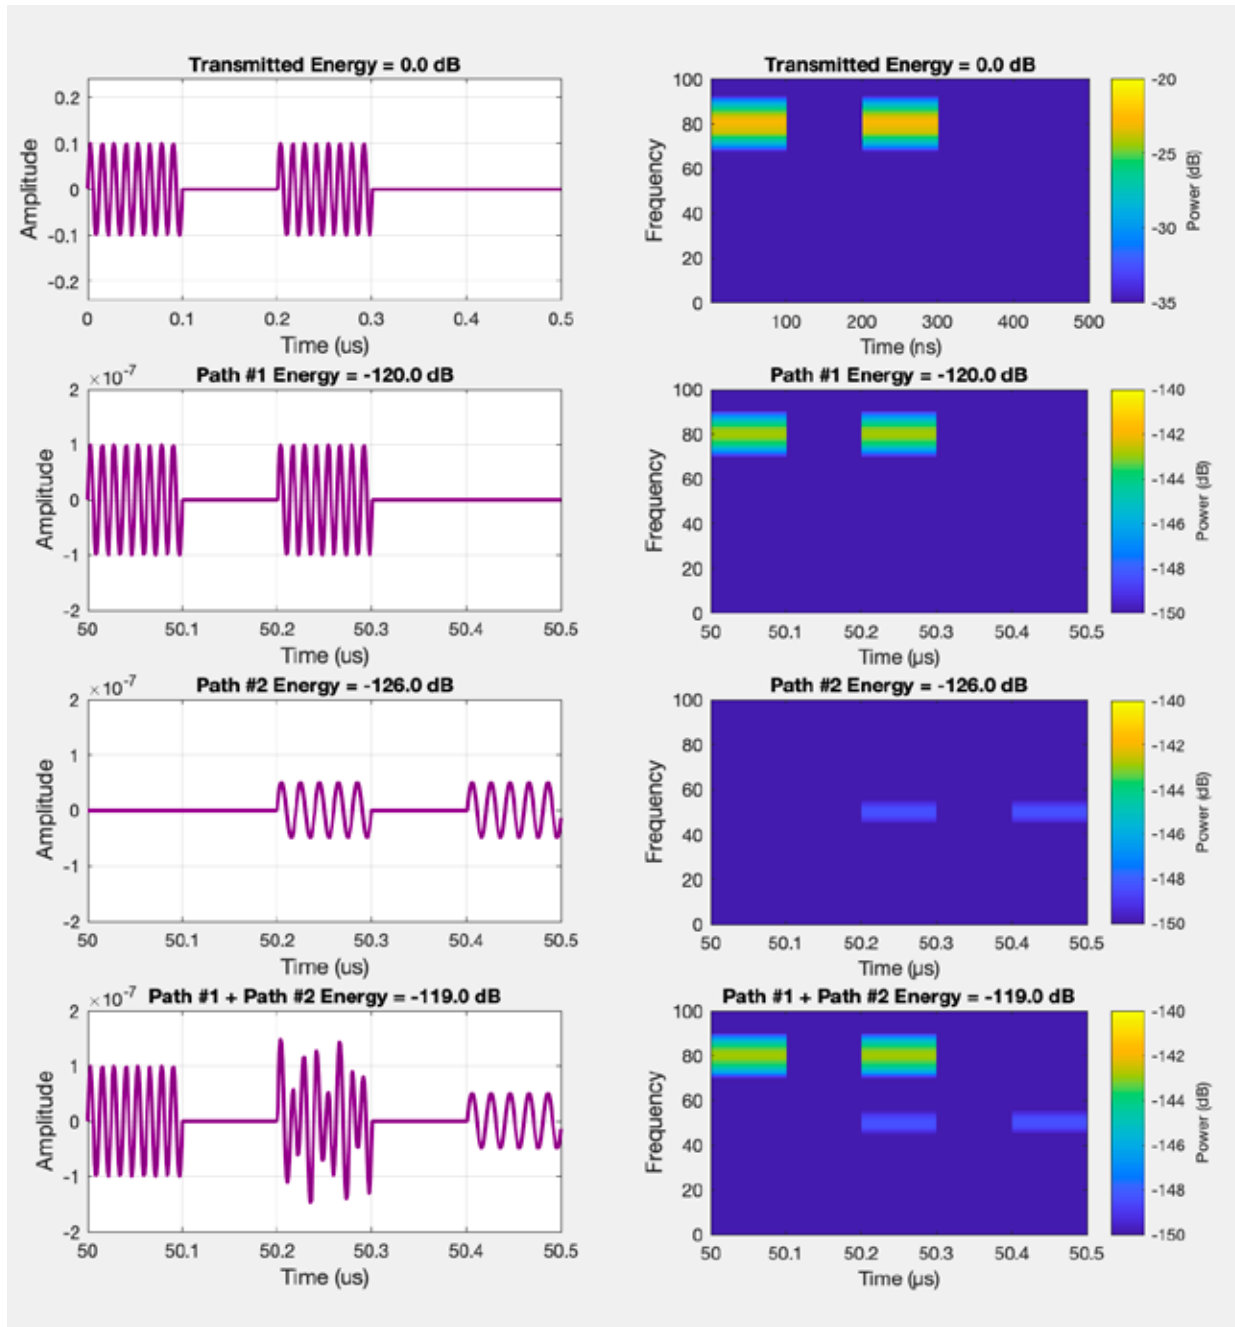 Transmitted Energy = 0.0 dB
Amplitude
0.2
0.1
0
-0.1
-0.2
0 0.1 0.2 0.3 0.4 0.5
Time (us)
Transmitted Energy = 0.0 dB
Frequency
100
80
60
40
20
0
100 200 300 400 500
Time (ns)
-20
-25
-30
-35
Power (dB)
×10-7
Path #1 Energy = -120.0 dB
Amplitude
2
1
0
-1
-2
50 50.1 50.2 50.3 50.4 50.5
Time (us)
Path #1 Energy = -120.0 dB
Frequency
100
80
60
40
20
0
50 50.1 50.2 50.3 50.4 50.5
Time (µs)
-140
-142
-144
-146
-148
-150
Power (dB)
×10-7
Path #2 Energy = -126.0 dB
Amplitude
2
1
0
-1
-2
50 50.1 50.2 50.3 50.4 50.5
Time (us)
Path #2 Energy = -126.0 dB
Frequency
100
80
60
40
20
0
50 50.1 50.2 50.3 50.4 50.5
Time (µs)
-140
-142
-144
-146
-148
-150
Power (dB)
×10-7
Path #1 + Path #2 Energy = -119.0 dB
Amplitude
2
1
0
-1
-2
50 50.1 50.2 50.3 50.4 50.5
Time (us)
Path #1 + Path #2 Energy = -119.0 dB
Frequency
100
80
60
40
20
0
50 50.1 50.2 50.3 50.4 50.5
Time (µs)
-140
-142
-144
-146
-148
-150
Power (dB)